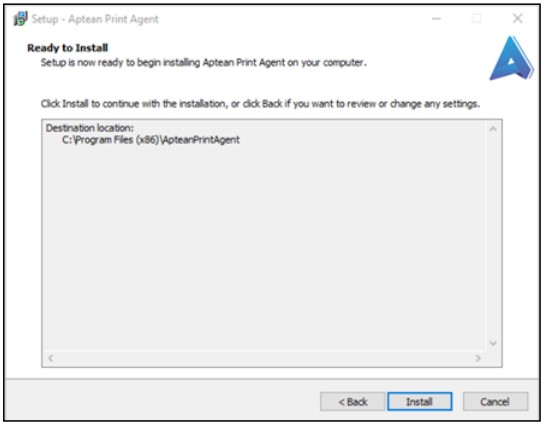 Setup - Aptean Print Agent
Ready to Install
Setup is now ready to begin installing Aptean Print Agent on your computer.
Click Install to continue with the installation, or click Back if you want to review or change any settings.
Destination location:
C:\Program Files (x86)\ApteanPrintAgent
< Back Install Cancel